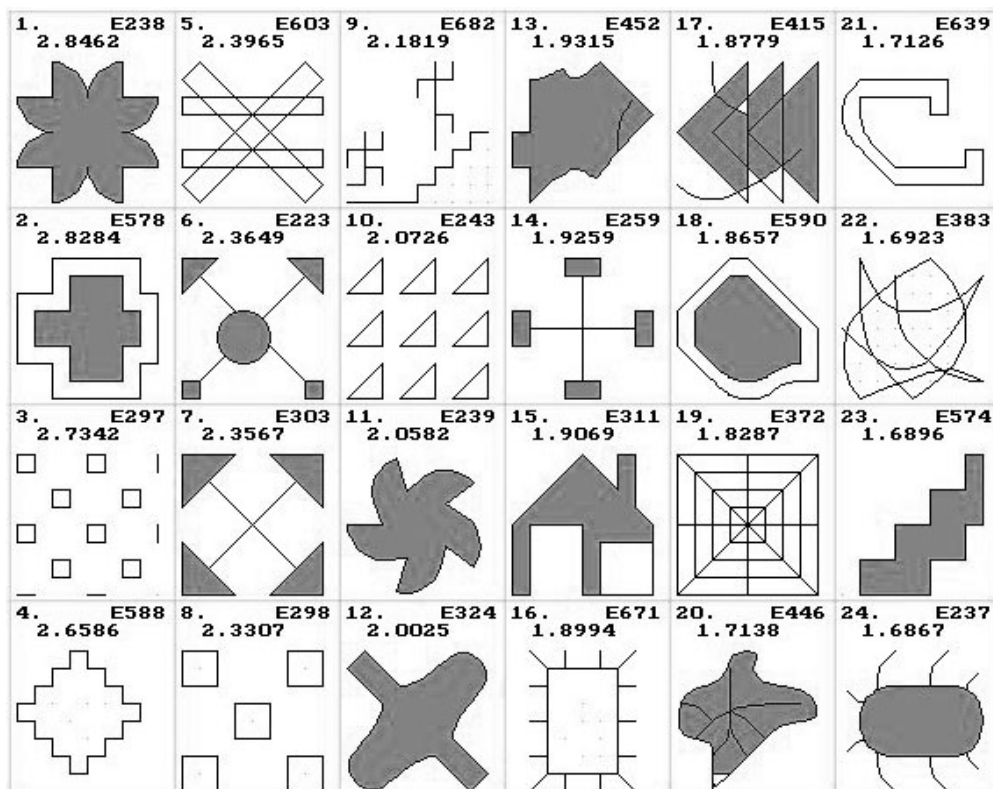 1. E238 5. E603 9. E682 13. E452 17. E415 21. E639
2.8462 2.3965 2.1819 1.9315 1.8779 1.7126
2. E578 6. E223 10. E243 14. E259 18. E590 22. E383
2.8284 2.3649 2.0726 1.9259 1.8657 1.6923
3. E297 7. E303 11. E239 15. E311 19. E372 23. E574
2.7342 2.3567 2.0582 1.9069 1.8287 1.6896
4. E588 8. E298 12. E324 16. E671 20. E446 24. E237
2.6586 2.3307 2.0025 1.8994 1.7138 1.6867